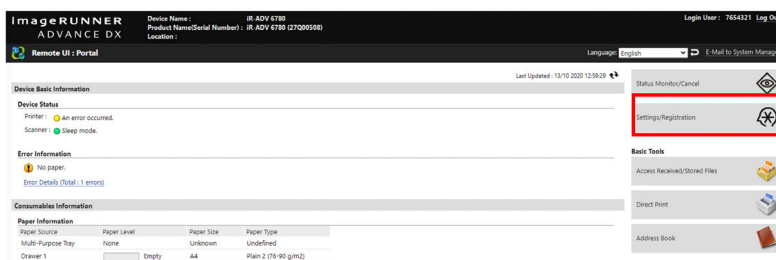 imageRUNNER
ADVANCE DX
Device Name : iR-ADV 6780
Product Name(Serial Number) : iR-ADV 6780 (27Q00508)
Location :
Login User : 7654321 Log Ou
Remote UI : Portal
Language: English
E-Mail to System Manage
Last Updated : 13/10 2020 12:59:29
Device Basic Information
Device Status
Printer : An error occurred.
Scanner : Sleep mode.
Error Information
No paper.
Error Details (Total : 1 errors)
Consumables Information
Paper Information
Paper Source Paper Level Paper Size Paper Type
Multi-Purpose Tray None Unknown Undefined
Drawer 1 Empty A4 Plain 2 (76-90 g/m2)
Status Monitor/Cancel
Settings/Registration
Basic Tools
Access Received/Stored Files
Direct Print
Address Book